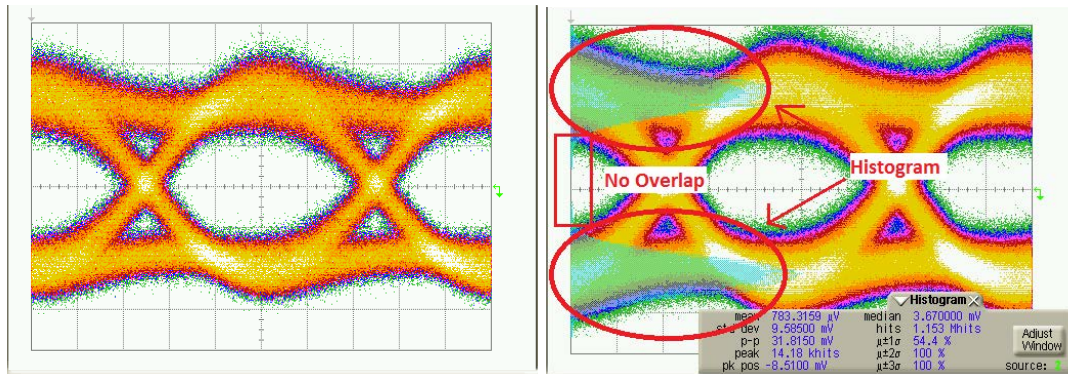 No Overlap
Histogram
Histogram
mean 783.3159 µV median 3.670000 mV
std dev 9.58500 mV hits 1.153 Mhits
p-p 31.8150 mV µ±1σ 54.4 %
peak 14.18 khits µ±2σ 100 %
pk pos -8.5100 mV µ±3σ 100 %
Adjust
Window
source: